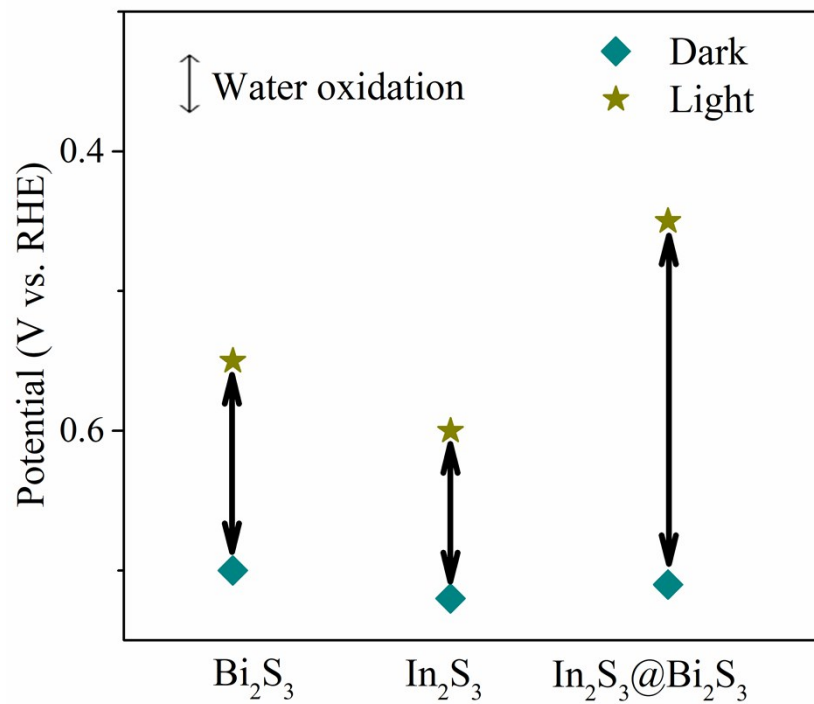 Dark
Water oxidation
Light
0.4
Potential (V vs. RHE)
0.6
Bi₂S₃
In₂S₃
In₂S₃@Bi₂S₃